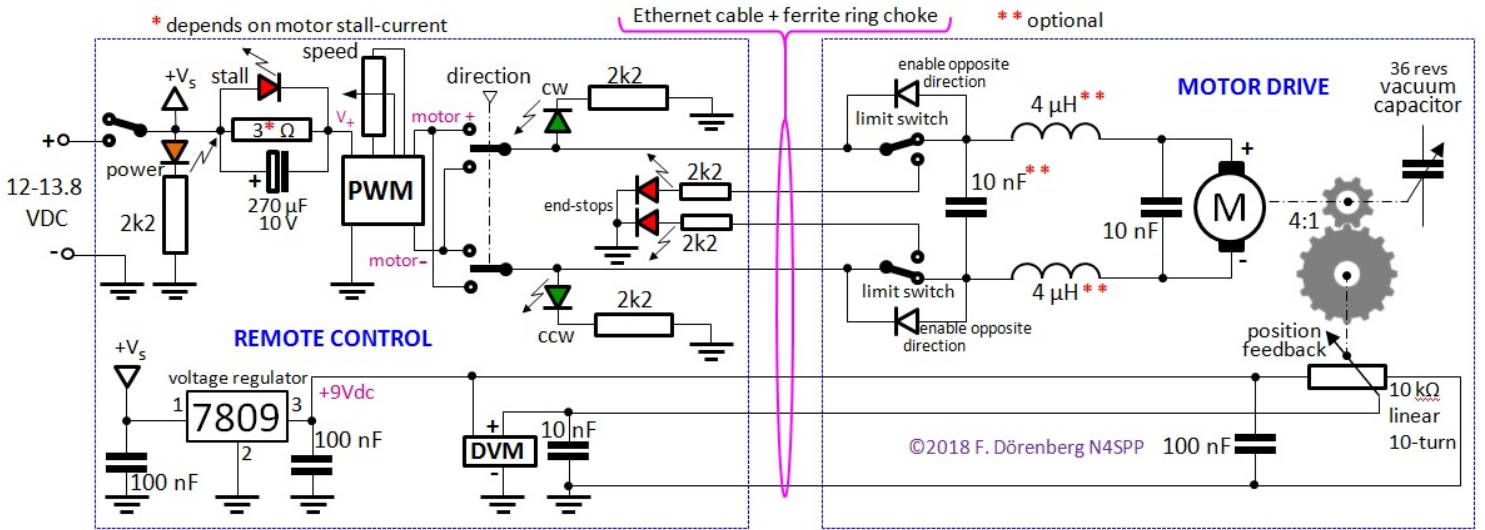 * depends on motor stall-current
Ethernet cable + ferrite ring choke
** optional
speed
stall
+Vs
direction
cw
2k2
enable opposite
direction
4 µH**
MOTOR DRIVE
36 revs
vacuum
capacitor
+
3* Ω
V+
motor +
limit switch
power
12-13.8
VDC
-
2k2
+
270 µF
10 V
PWM
2k2
end-stops
2k2
10 nF**
10 nF
+
M
-
4:1
motor-
limit switch
4 µH**
2k2
ccw
enable opposite
direction
position
feedback
REMOTE CONTROL
+Vs
voltage regulator
+9Vdc
1
7809
3
2
100 nF
100 nF
+
DVM
-
10 nF
©2018 F. Dörenberg N4SPP
100 nF
10 kΩ
linear
10-turn